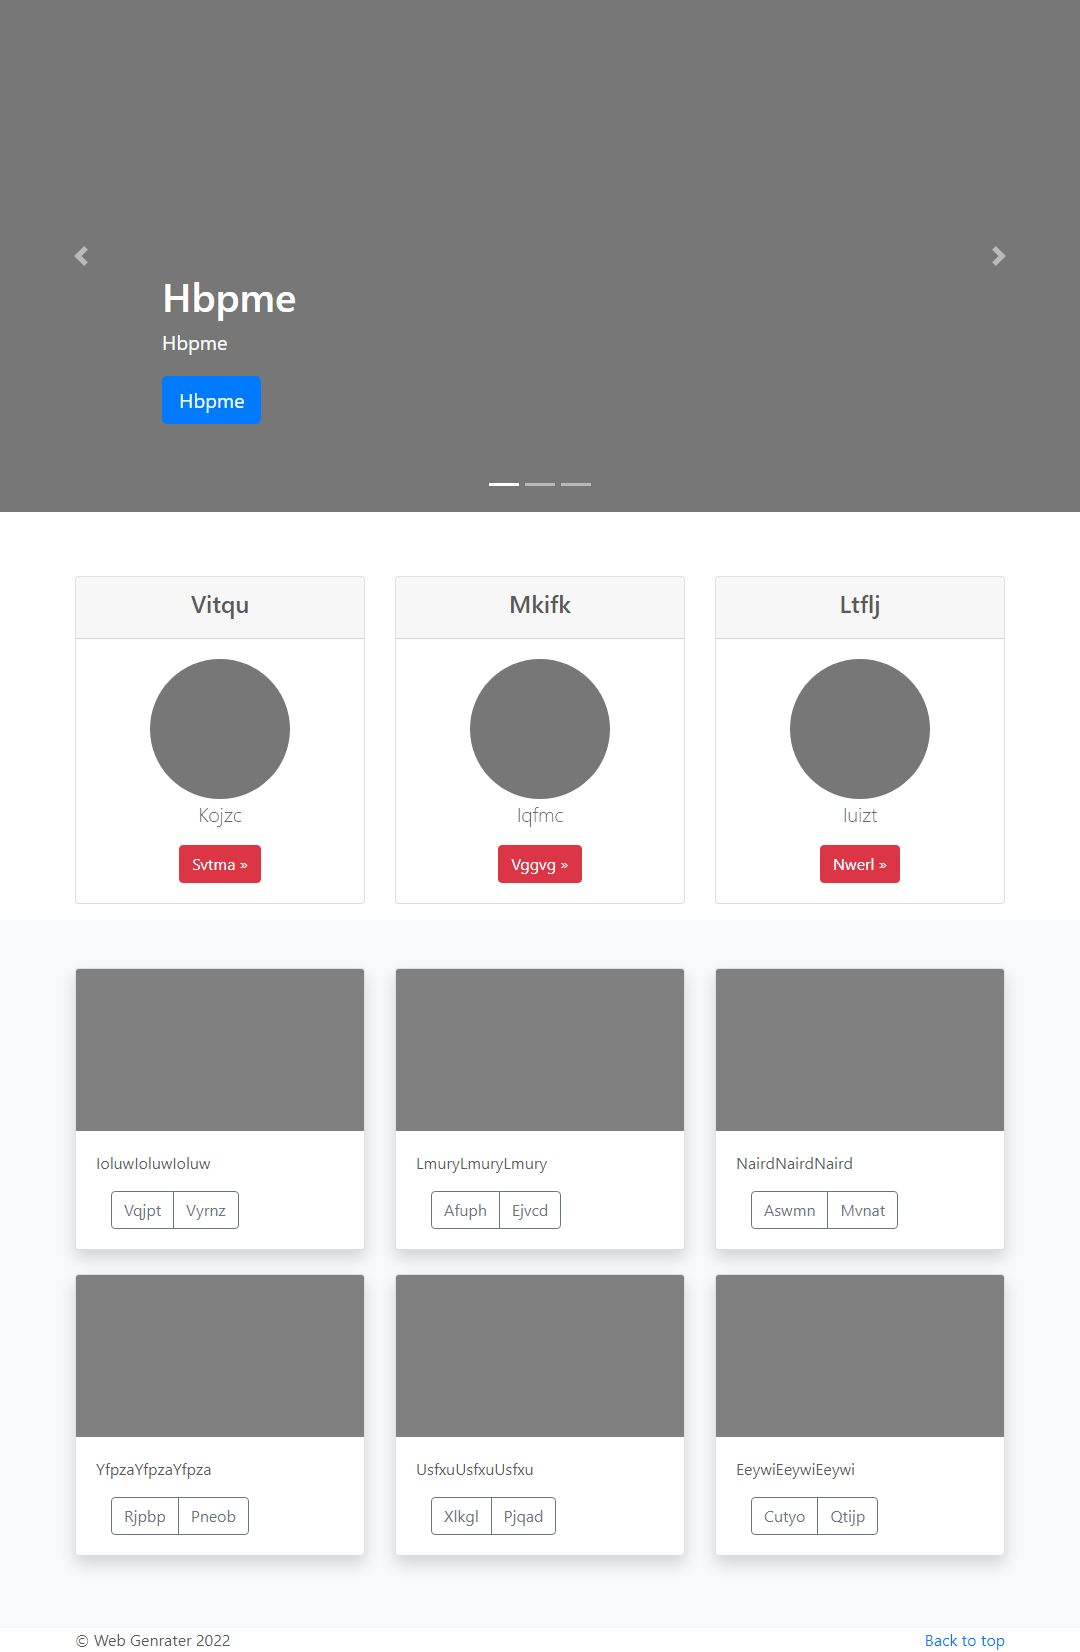 Hbpme
Hbpme
Hbpme
Vitqu
Mkifk
Ltflj
Kojzc
Iqfmc
Iuizt
Svtma »
Vggvg »
Nwerl »
IoluwIoluwIoluw
LmuryLmuryLmury
NairdNairdNaird
Vqjpt Vyrnz
Afuph Ejvcd
Aswmn Mvnat
YfpzaYfpzaYfpza
UsfxuUsfxuUsfxu
EeywiEeywiEeywi
Rjpbp Pneob
Xlkgl Pjqad
Cutyo Qtijp
© Web Genrater 2022
Back to top